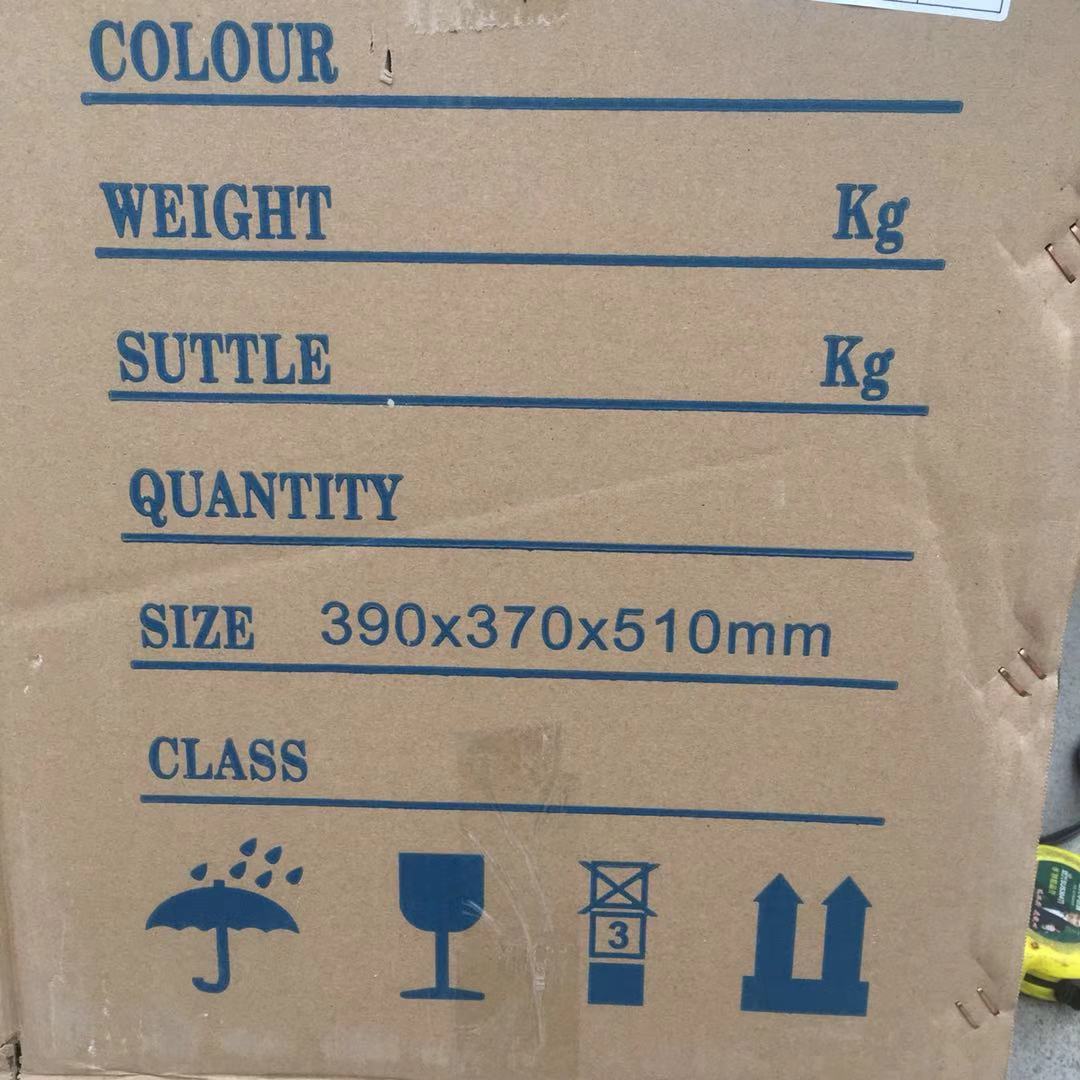 COLOUR
WEIGHT Kg
SUTTLE Kg
QUANTITY
SIZE 390x370x510mm
CLASS
3